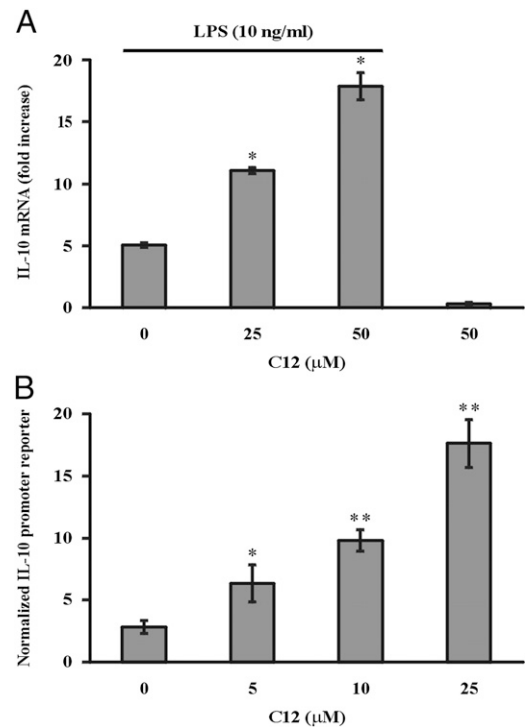 A
LPS (10 ng/ml)
IL-10 mRNA (fold increase)
20
15
10
5
0
*
*
0 25 50 50
C12 (μM)
B
Normalized IL-10 promoter reporter
20
15
10
5
0
*
**
**
0 5 10 25
C12 (μM)